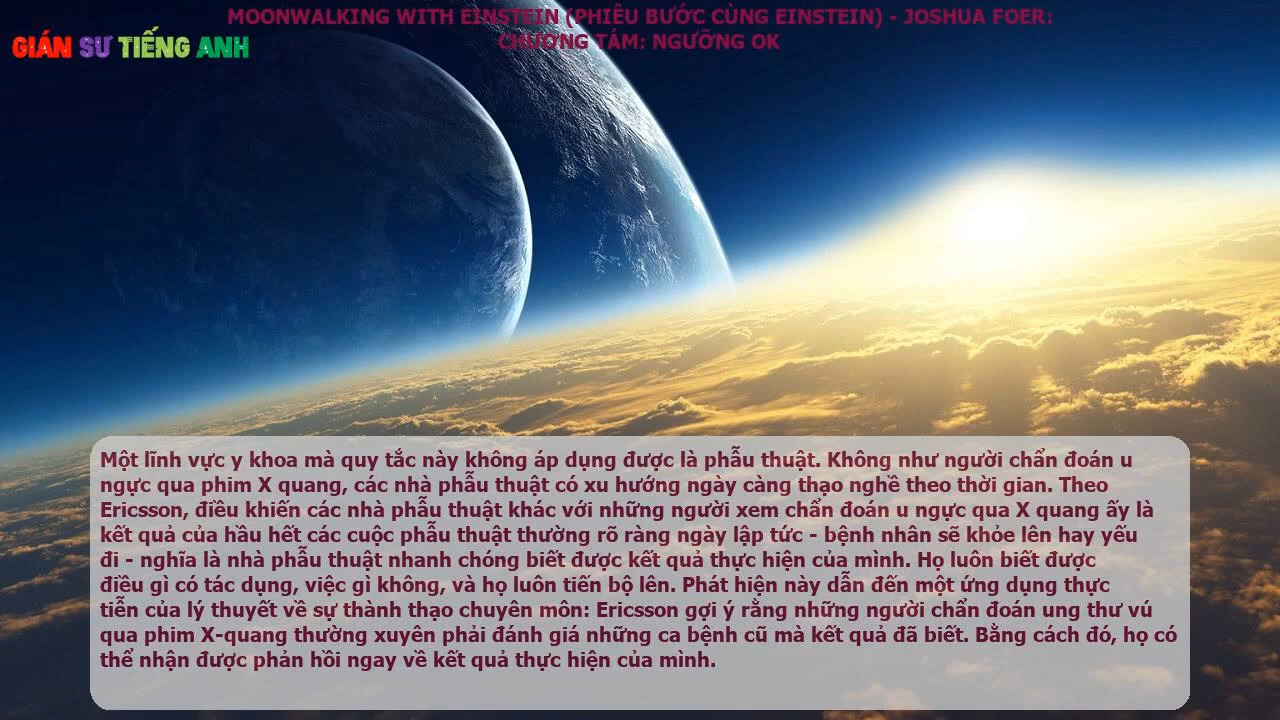 MOONWALKING WITH EINSTEIN (PHIÊU BƯỚC CÙNG EINSTEIN) - JOSHUA FOER:
CHƯƠNG TÁM: NGƯỠNG OK
GIÁN SƯ TIẾNG ANH
Một lĩnh vực y khoa mà quy tắc này không áp dụng được là phẫu thuật. Không như người chẩn đoán u
ngực qua phim X quang, các nhà phẫu thuật có xu hướng ngày càng thạo nghề theo thời gian. Theo
Ericsson, điều khiến các nhà phẫu thuật khác với những người xem chẩn đoán u ngực qua X quang ấy là
kết quả của hầu hết các cuộc phẫu thuật thường rõ ràng ngày lập tức - bệnh nhân sẽ khỏe lên hay yếu
đi - nghĩa là nhà phẫu thuật nhanh chóng biết được kết quả thực hiện của mình. Họ luôn biết được
điều gì có tác dụng, việc gì không, và họ luôn tiến bộ lên. Phát hiện này dẫn đến một ứng dụng thực
tiễn của lý thuyết về sự thành thạo chuyên môn: Ericsson gợi ý rằng những người chẩn đoán ung thư vú
qua phim X-quang thường xuyên phải đánh giá những ca bệnh cũ mà kết quả đã biết. Bằng cách đó, họ có
thể nhận được phản hồi ngay về kết quả thực hiện của mình.